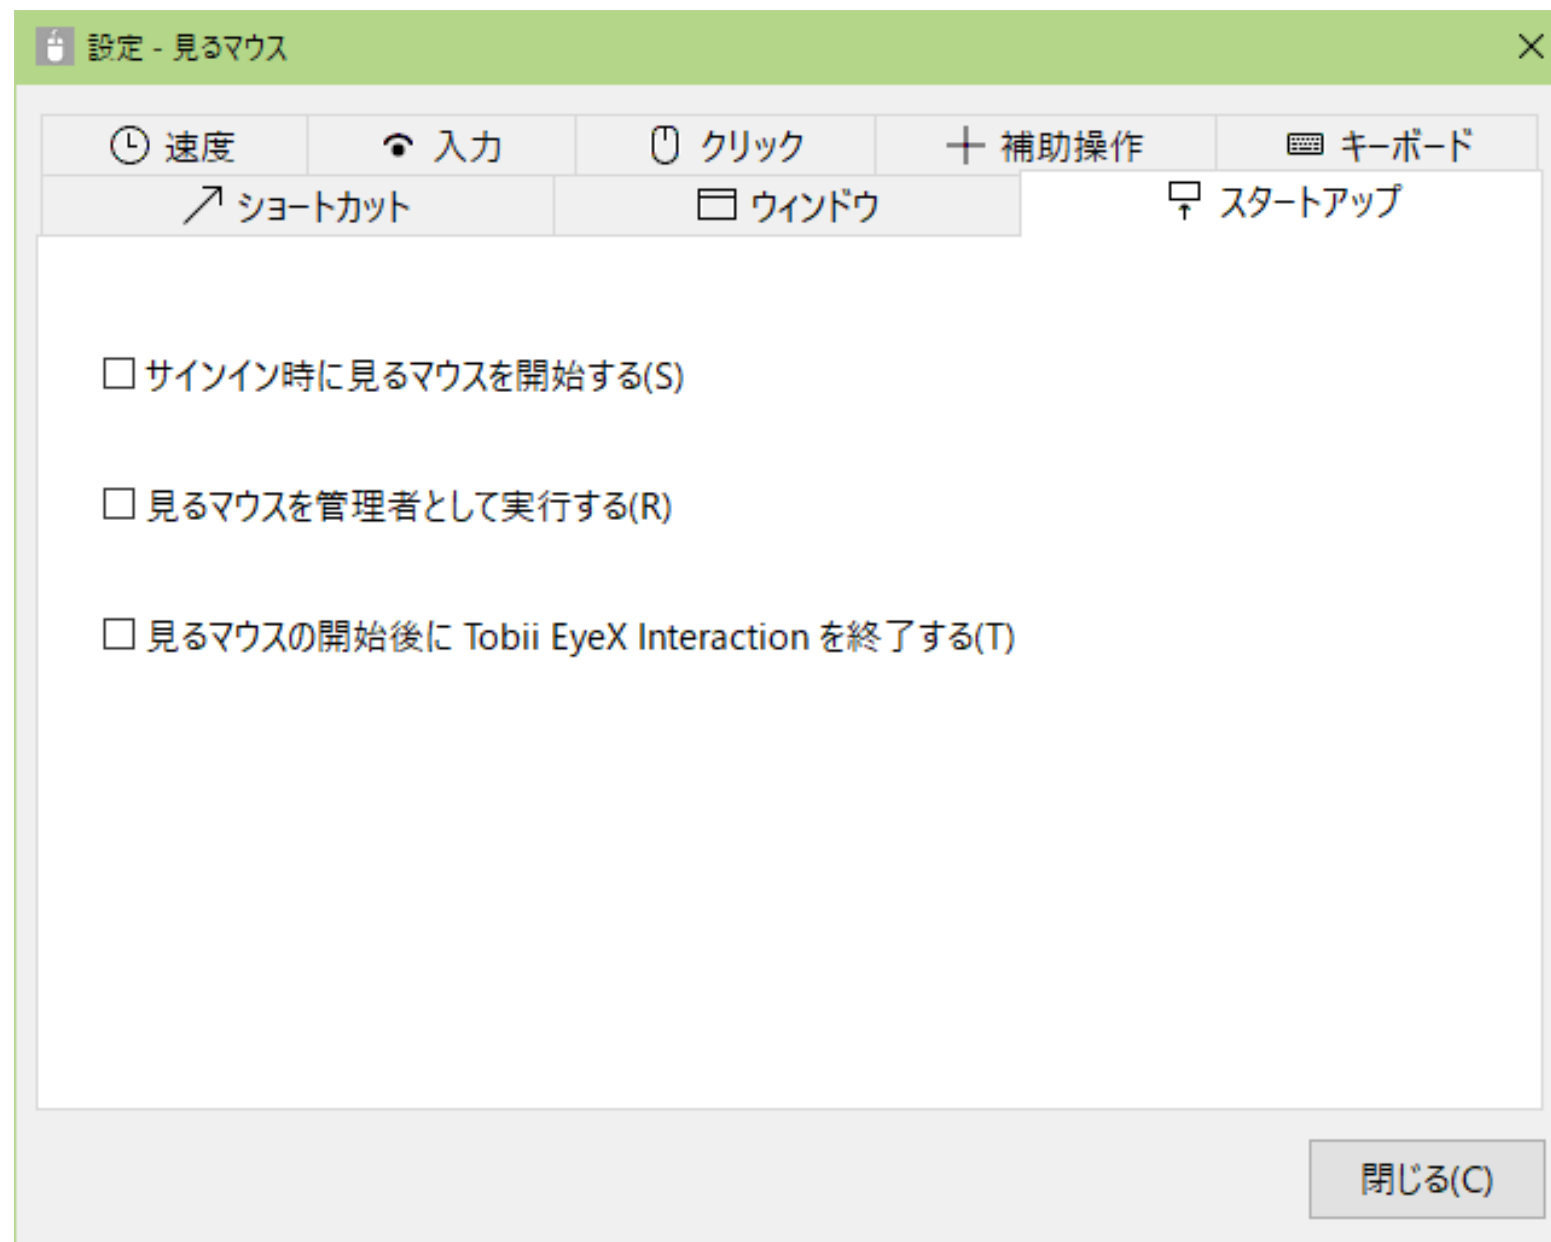 設定 - 見るマウス
速度 入力 クリック 補助操作 キーボード
ショートカット ウィンドウ スタートアップ
サインイン時に見るマウスを開始する(S)
見るマウスを管理者として実行する(R)
見るマウスの開始後に Tobii EyeX Interaction を終了する(T)
閉じる(C)